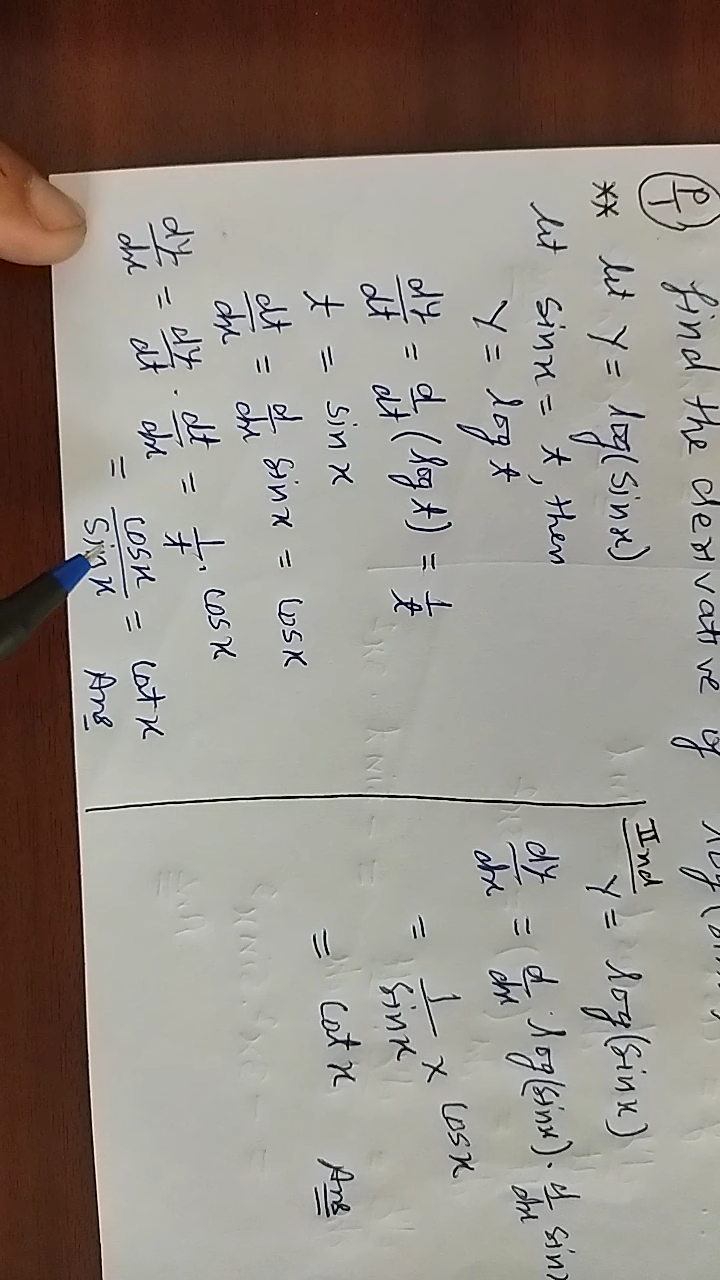 P/I find the derivative of log(sin x)
** let y = log(sin x)
let sin x = t, then
y = log t
dy/dt = d/dt (log t) = 1/t
t = sin x
dt/dx = d/dx sin x = cos x
dy/dx = dy/dt . dt/dx = 1/t . cos x
= cos x / sin x = cot x Ans
IInd
y = log(sin x)
dy/dx = d/dx . log(sin x) . d/dx sin x
= 1/sin x × cos x
= cot x Ans